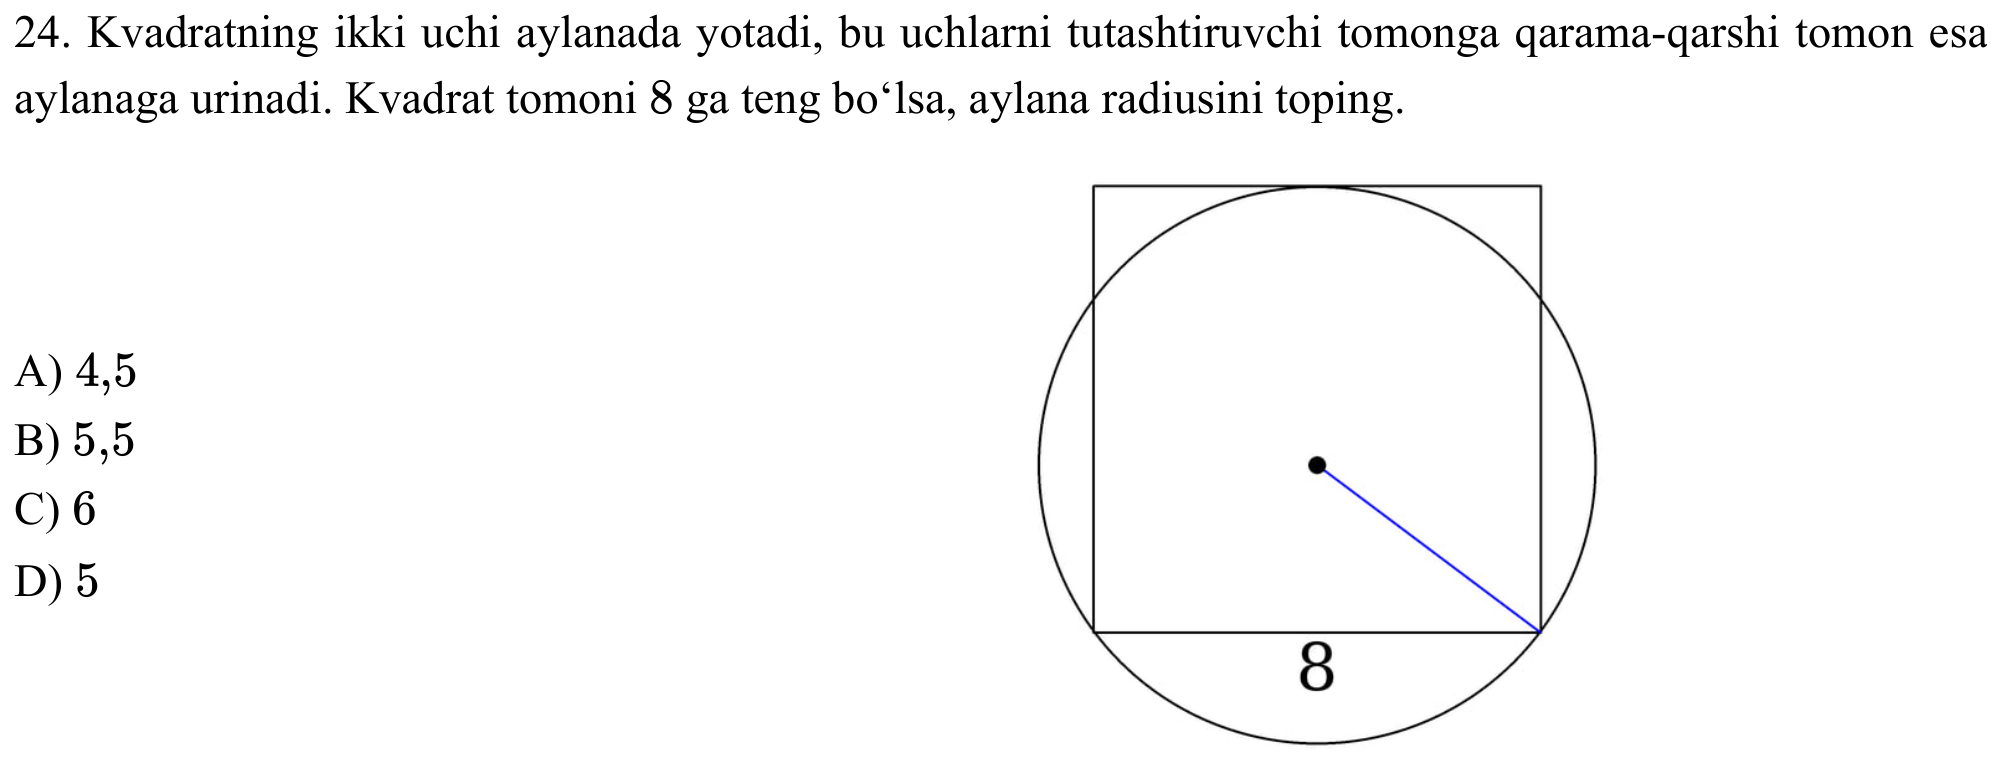 24. Kvadratning ikki uchi aylanada yotadi, bu uchlarni tutashtiruvchi tomonga qarama-qarshi tomon esa
aylanaga urinadi. Kvadrat tomoni 8 ga teng bo‘lsa, aylana radiusini toping.
A) 4,5
B) 5,5
C) 6
D) 5
8